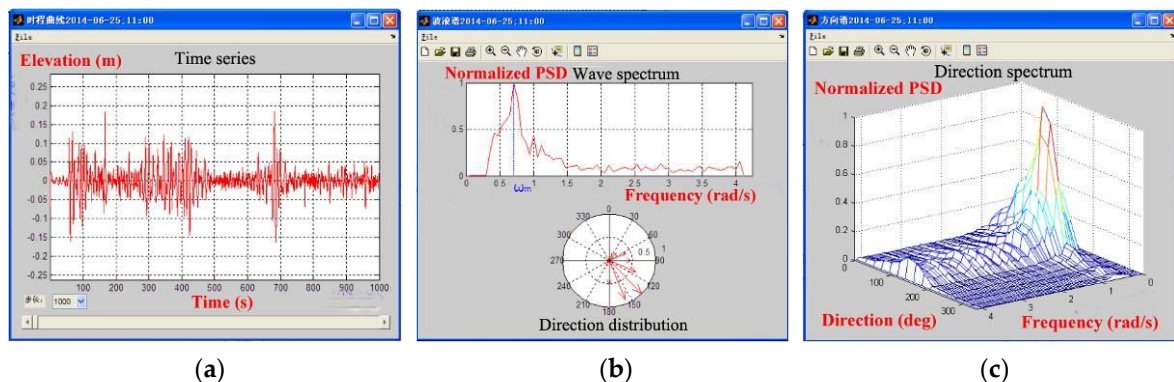 时程曲线2014-06-25;11:00
File
Elevation (m)
Time series
0.25
0.2
0.15
0.1
0.05
0
-0.05
-0.1
-0.15
-0.2
-0.25
100 200 300 400 500 600 700 800 900 1000
步长: 1000
Time (s)
(a)
波浪谱2014-06-25;11:00
File
Normalized PSD Wave spectrum
1
0.5
0
0 0.5 1 1.5 2 2.5 3 3.5 4
ωm
Frequency (rad/s)
0
330 30
300 60
1
0.5
270 90
240 120
210 150
180
Direction distribution
(b)
方向谱2014-06-25;11:00
File
Direction spectrum
Normalized PSD
1
0.8
0.6
0.4
0.2
0
0
100
200
300
4
3
2
1
0
Direction (deg)
Frequency (rad/s)
(c)